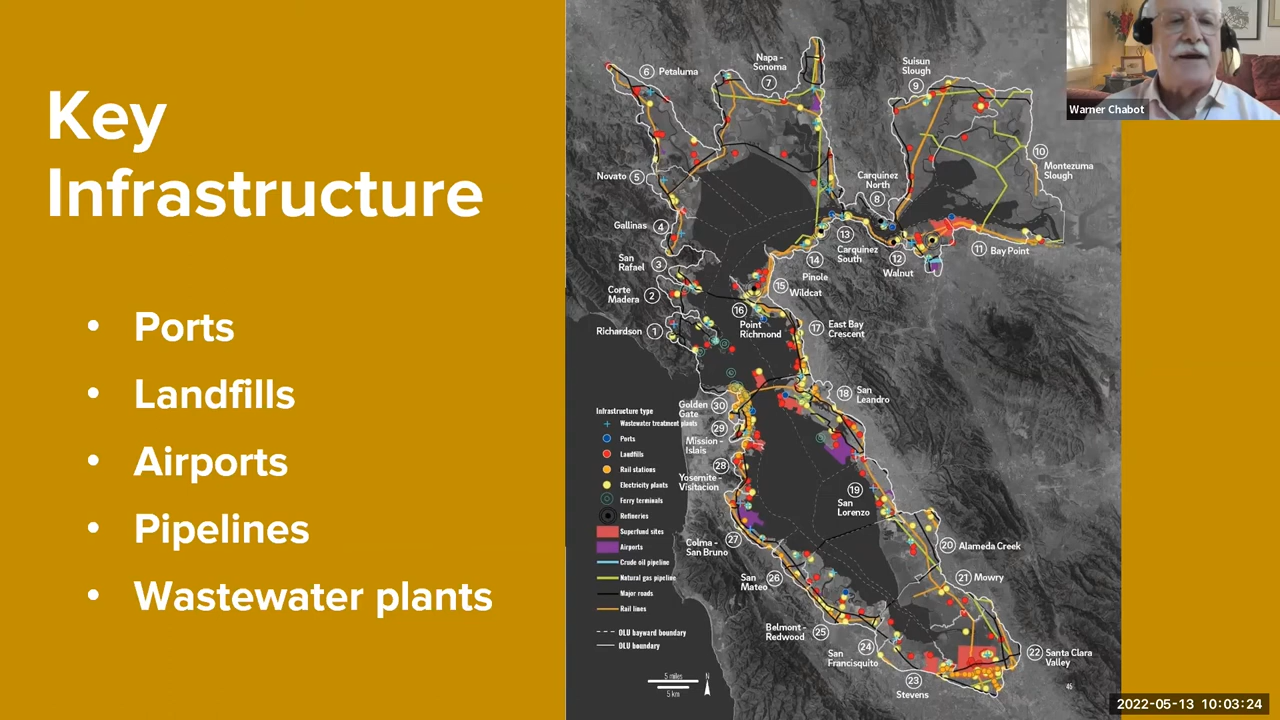 Key
Infrastructure
• Ports
• Landfills
• Airports
• Pipelines
• Wastewater plants
6 Petaluma
Napa -
Sonoma
7
Suisun
Slough
9
10
Montezuma
Slough
Novato 5
Carquinez
North
8
Gallinas 4
13
Carquinez
South
11 Bay Point
12
Walnut
San
Rafael 3
14
Pinole
15
Wildcat
Corte
Madera 2
16
Point
Richmond
Richardson 1
17 East Bay
Crescent
18 San
Leandro
Golden
Gate 30
29
Mission -
Islais
28
Yosemite -
Visitacion
19
San
Lorenzo
27
Colma -
San Bruno
20 Alameda Creek
21 Mowry
San
Mateo 26
Belmont -
Redwood
25
24
San
Francisquito
22 Santa Clara
Valley
23
Stevens
Infrastructure type
Wastewater treatment plants
Ports
Landfills
Rail stations
Electricity plants
Ferry terminals
Refineries
Superfund sites
Airports
Crude oil pipeline
Natural gas pipeline
Major roads
Rail lines
OLU bayward boundary
OLU boundary
5 miles
5 km
N
45
Warner Chabot
2022-05-13 10:03:24